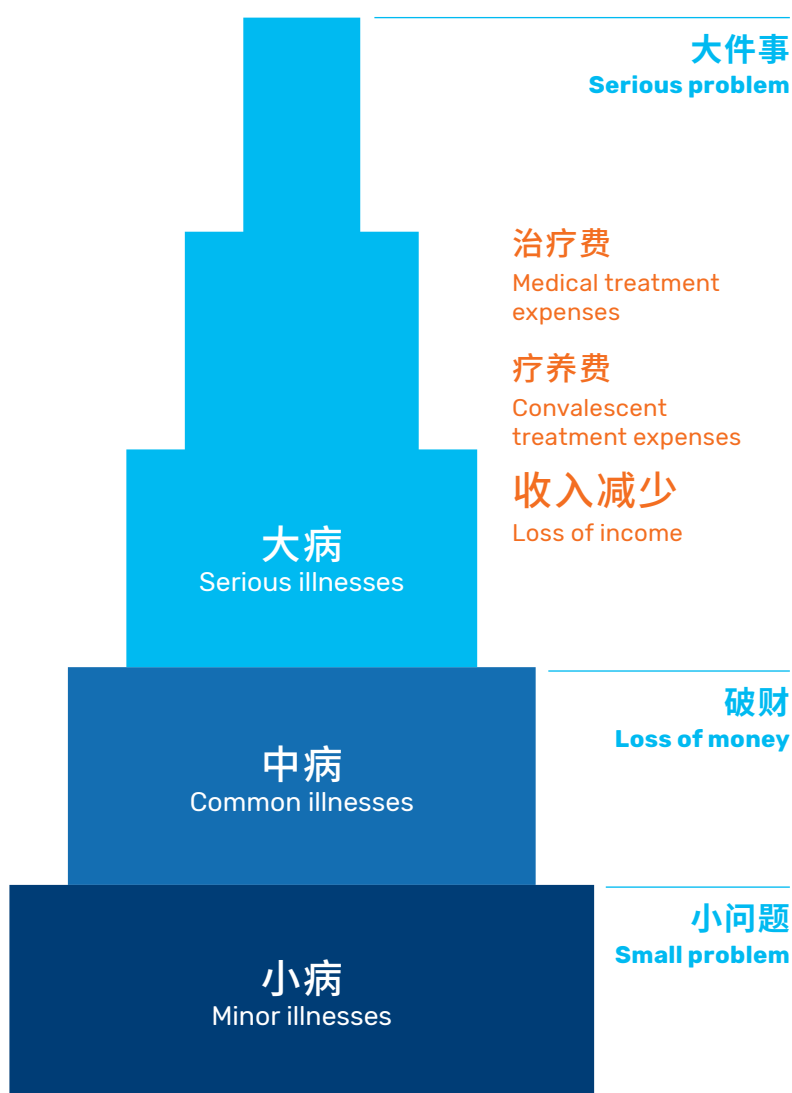 大件事
Serious problem
治疗费
Medical treatment
expenses
疗养费
Convalescent
treatment expenses
收入减少
Loss of income
大病
Serious illnesses
破财
Loss of money
中病
Common illnesses
小问题
Small problem
小病
Minor illnesses